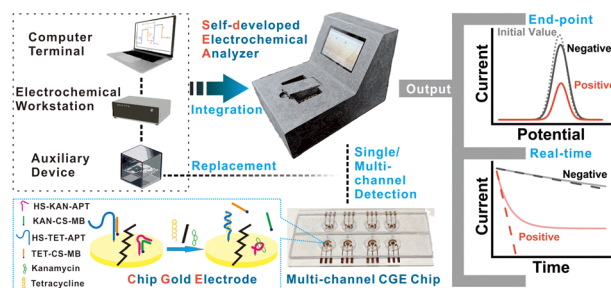 Computer
Terminal
Electrochemical
Workstation
Auxiliary
Device
Self-developed
Electrochemical
Analyzer
Integration
Replacement
Single/
Multi-
channel
Detection
Output
End-point
Initial Value
Negative
Positive
Current
Potential
Real-time
Negative
Positive
Current
Time
HS-KAN-APT
KAN-CS-MB
HS-TET-APT
TET-CS-MB
Kanamycin
Tetracycline
Chip Gold Electrode
Multi-channel CGE Chip